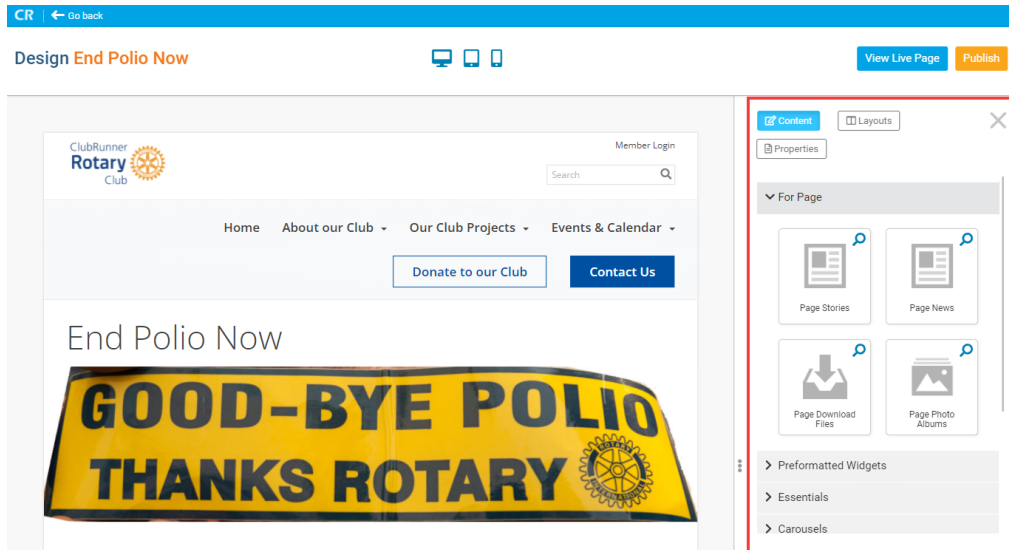 CR Go back
Design End Polio Now
View Live Page Publish
ClubRunner
Rotary
Club
Member Login
Search
Home About our Club Our Club Projects Events & Calendar
Donate to our Club Contact Us
End Polio Now
GOOD-BYE POLIO
THANKS ROTARY
ROTARY
INTERNATIONAL
Content Layouts
Properties
For Page
Page Stories Page News
Page Download
Files
Page Photo
Albums
Preformatted Widgets
Essentials
Carousels